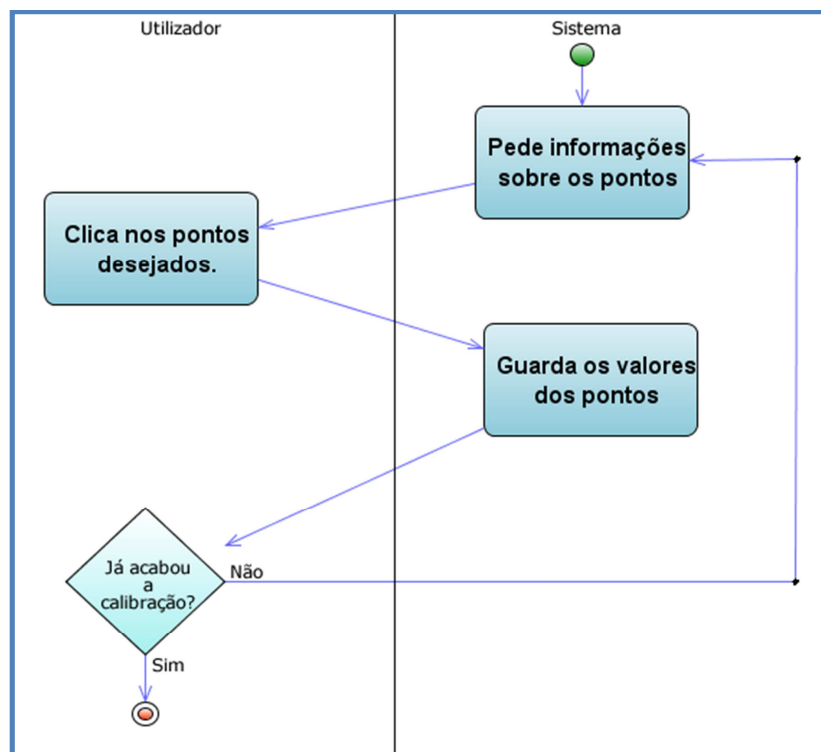 Utilizador
Sistema
Pede informações
sobre os pontos
Clica nos pontos
desejados.
Guarda os valores
dos pontos
Já acabou
a
calibração?
Não
Sim